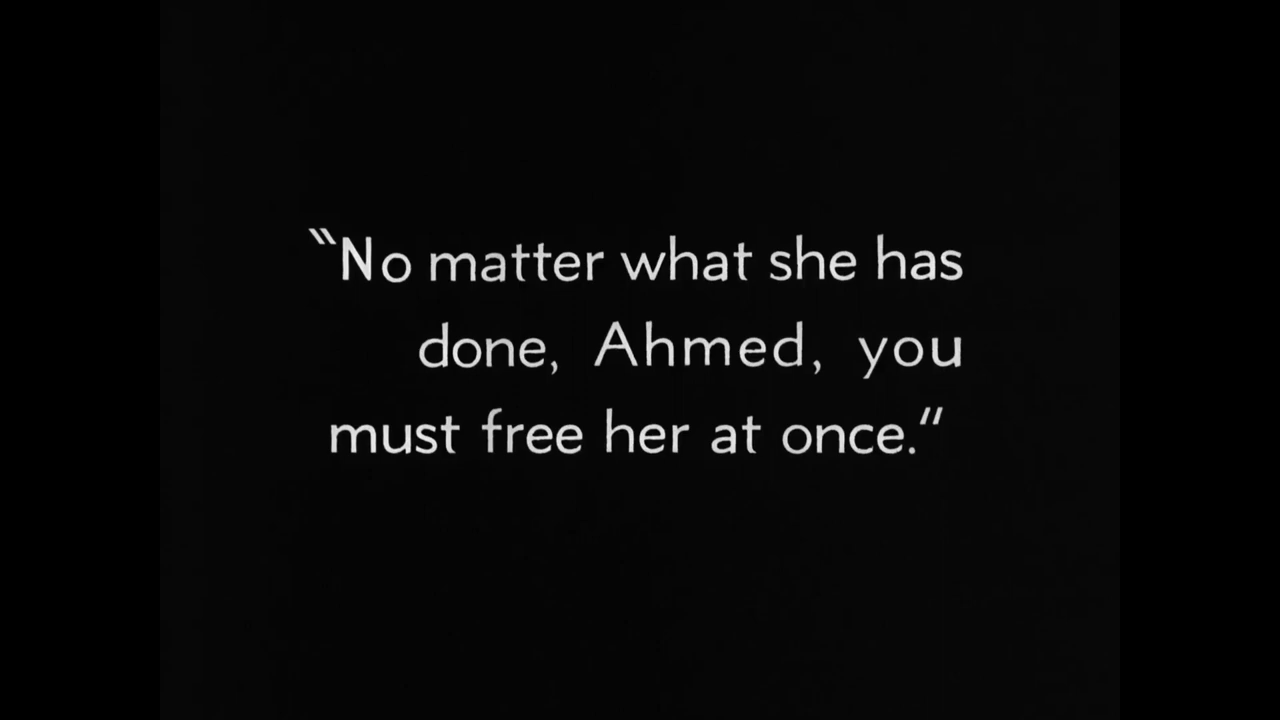 "No matter what she has
done, Ahmed, you
must free her at once."